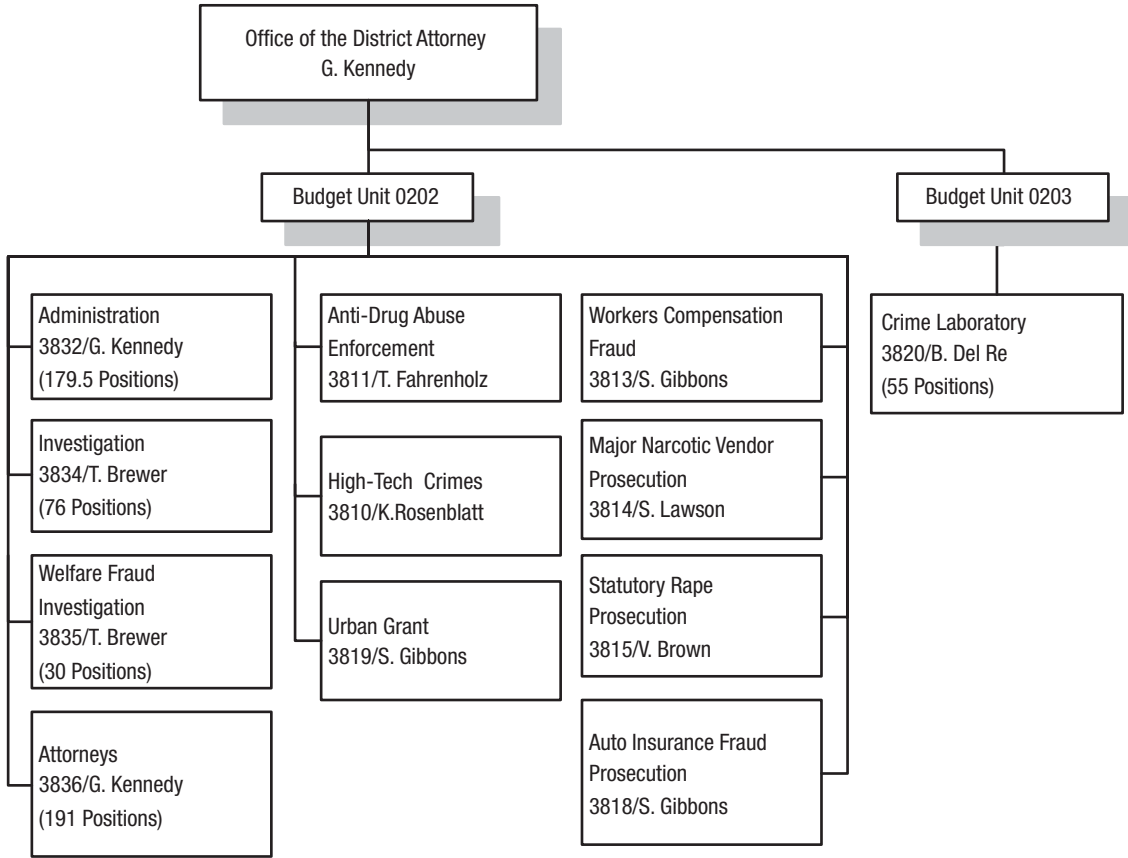 Office of the District Attorney
G. Kennedy
Budget Unit 0202
Budget Unit 0203
Administration
3832/G. Kennedy
(179.5 Positions)
Investigation
3834/T. Brewer
(76 Positions)
Welfare Fraud
Investigation
3835/T. Brewer
(30 Positions)
Attorneys
3836/G. Kennedy
(191 Positions)
Anti-Drug Abuse
Enforcement
3811/T. Fahrenholz
High-Tech Crimes
3810/K.Rosenblatt
Urban Grant
3819/S. Gibbons
Workers Compensation
Fraud
3813/S. Gibbons
Major Narcotic Vendor
Prosecution
3814/S. Lawson
Statutory Rape
Prosecution
3815/V. Brown
Auto Insurance Fraud
Prosecution
3818/S. Gibbons
Crime Laboratory
3820/B. Del Re
(55 Positions)